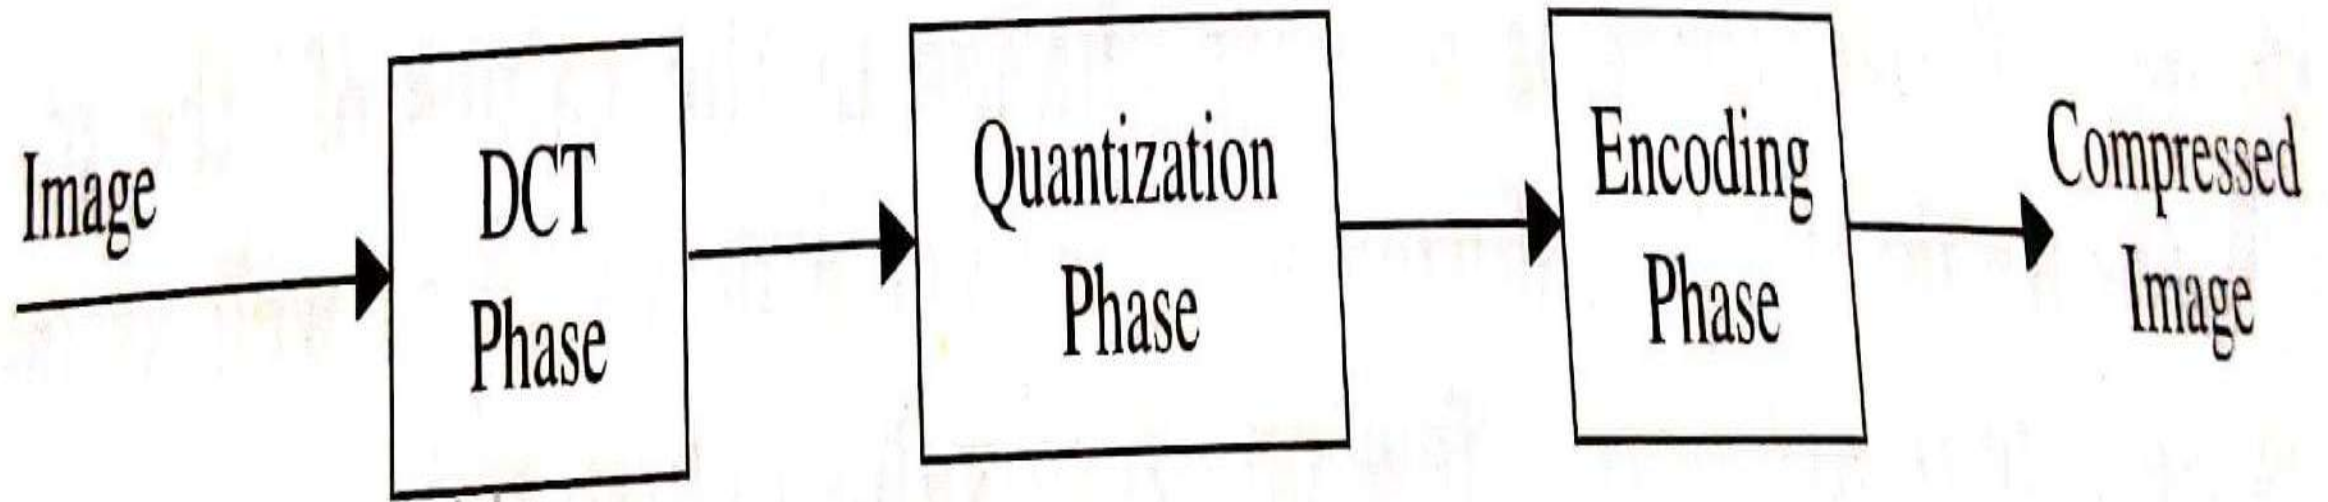 Image
DCT
Phase
Quantization
Phase
Encoding
Phase
Compressed
Image